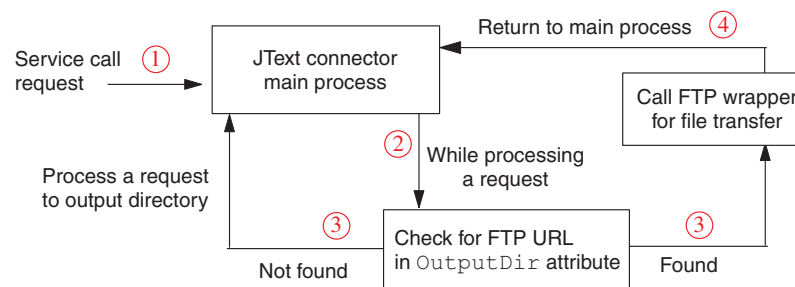 Service call
request
1
JText connector
main process
Return to main process
4
Call FTP wrapper
for file transfer
2
While processing
a request
Process a request
to output directory
3
Not found
Check for FTP URL
in OutputDir attribute
3
Found